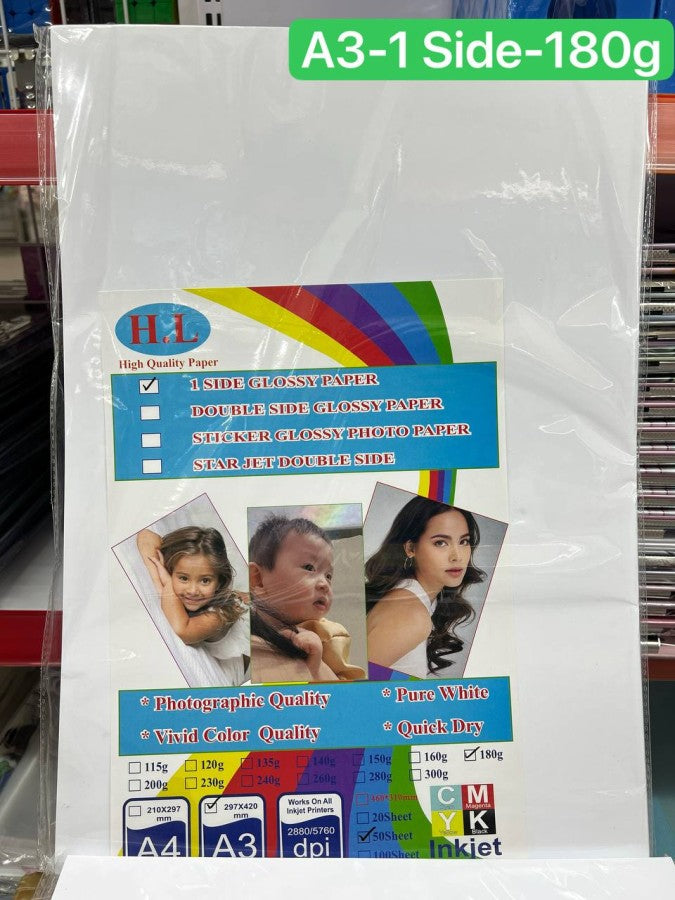 A3-1 Side-180g
H&L
High Quality Paper
1 SIDE GLOSSY PAPER
DOUBLE SIDE GLOSSY PAPER
STICKER GLOSSY PHOTO PAPER
STAR JET DOUBLE SIDE
* Photographic Quality * Pure White
* Vivid Color Quality * Quick Dry
115g 120g 135g 140g 150g 160g 180g
200g 230g 240g 260g 280g 300g
210X297 mm
A4
297X420 mm
A3
Works On All Inkjet Printers
2880/5760
dpi
20Sheet
50Sheet
100Sheet
C M
Magenta
Y K
Yellow Black
Inkjet